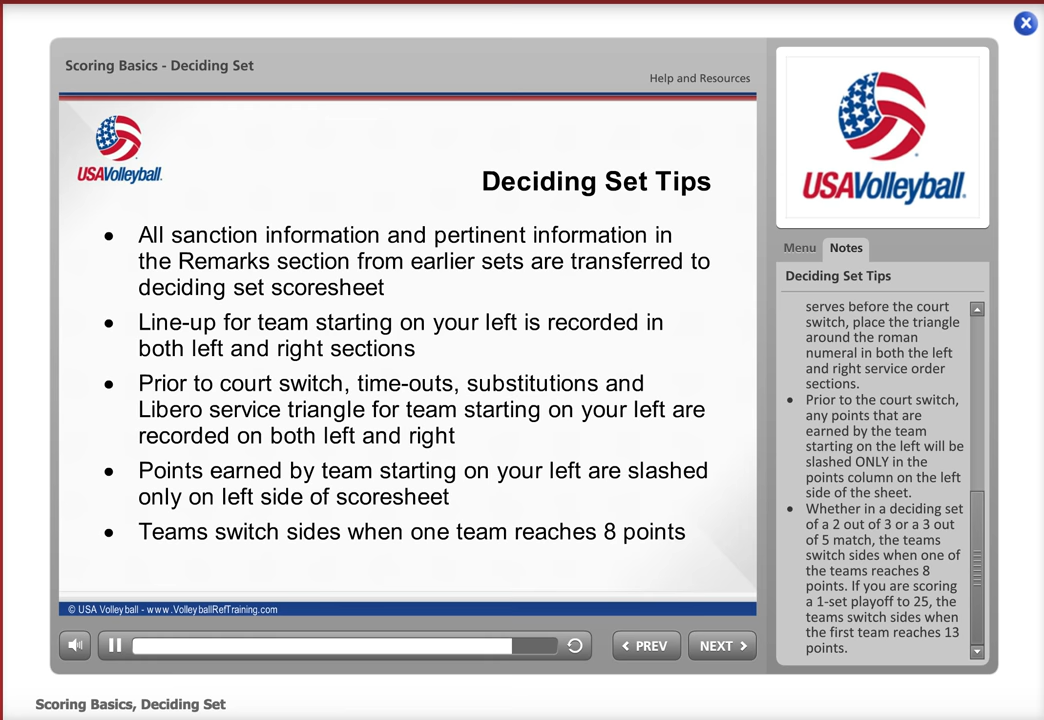 Scoring Basics - Deciding Set
Help and Resources
USAVolleyball.
Deciding Set Tips
• All sanction information and pertinent information in
the Remarks section from earlier sets are transferred to
deciding set scoresheet
• Line-up for team starting on your left is recorded in
both left and right sections
• Prior to court switch, time-outs, substitutions and
Libero service triangle for team starting on your left are
recorded on both left and right
• Points earned by team starting on your left are slashed
only on left side of scoresheet
• Teams switch sides when one team reaches 8 points
© USA Volleyball - www.VolleyballRefTraining.com
PREV
NEXT
USAVolleyball.
Menu
Notes
Deciding Set Tips
serves before the court
switch, place the triangle
around the roman
numeral in both the left
and right service order
sections.
• Prior to the court switch,
any points that are
earned by the team
starting on the left will be
slashed ONLY in the
points column on the left
side of the sheet.
• Whether in a deciding set
of a 2 out of 3 or a 3 out
of 5 match, the teams
switch sides when one of
the teams reaches 8
points. If you are scoring
a 1-set playoff to 25, the
teams switch sides when
the first team reaches 13
points.
Scoring Basics, Deciding Set